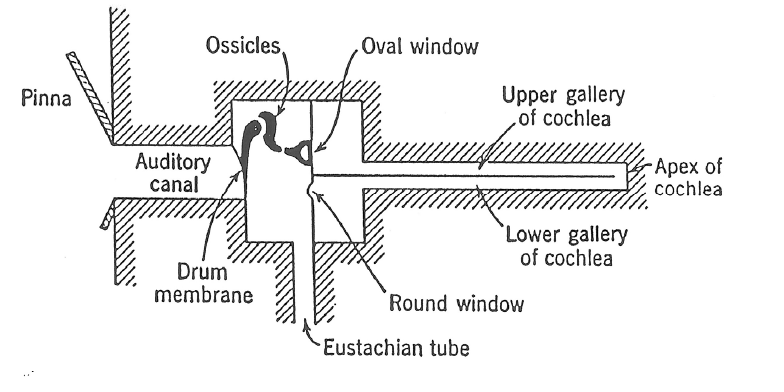 Ossicles
Oval window
Pinna
Upper gallery
of cochlea
Auditory
canal
Apex of
cochlea
Lower gallery
of cochlea
Drum
membrane
Round window
Eustachian tube